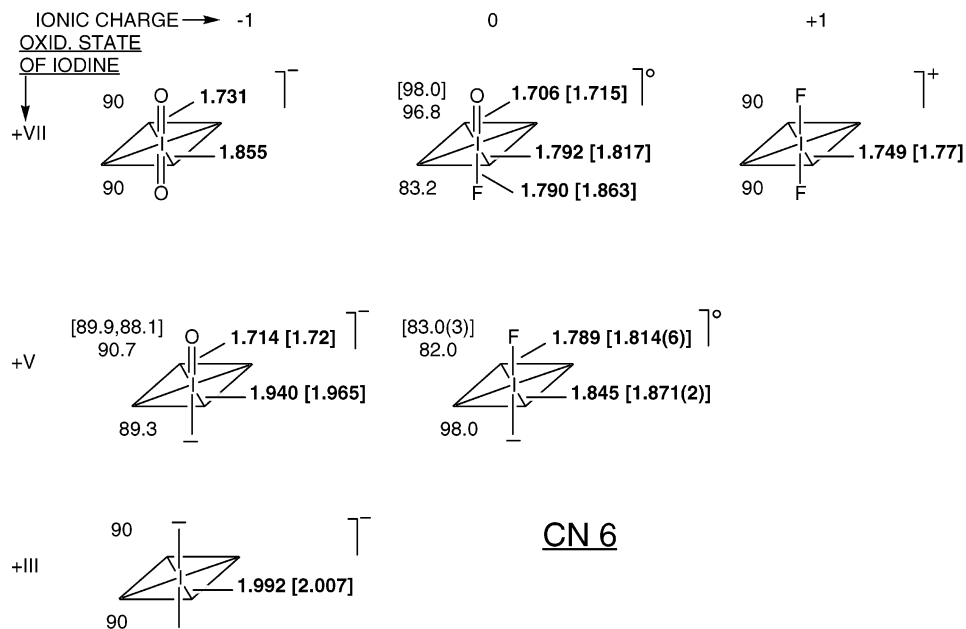 IONIC CHARGE → -1 0 +1
OXID. STATE
OF IODINE
+VII
90 O 1.731 –
I 1.855
90 O
[98.0]
96.8 O 1.706 [1.715] o
I 1.792 [1.817]
83.2 F 1.790 [1.863]
90 F +
I 1.749 [1.77]
90 F
+V
[89.9,88.1]
90.7 O 1.714 [1.72] –
I 1.940 [1.965]
89.3
[83.0(3)]
82.0 F 1.789 [1.814(6)] o
I 1.845 [1.871(2)]
98.0
+III
90 –
I 1.992 [2.007]
90
CN 6